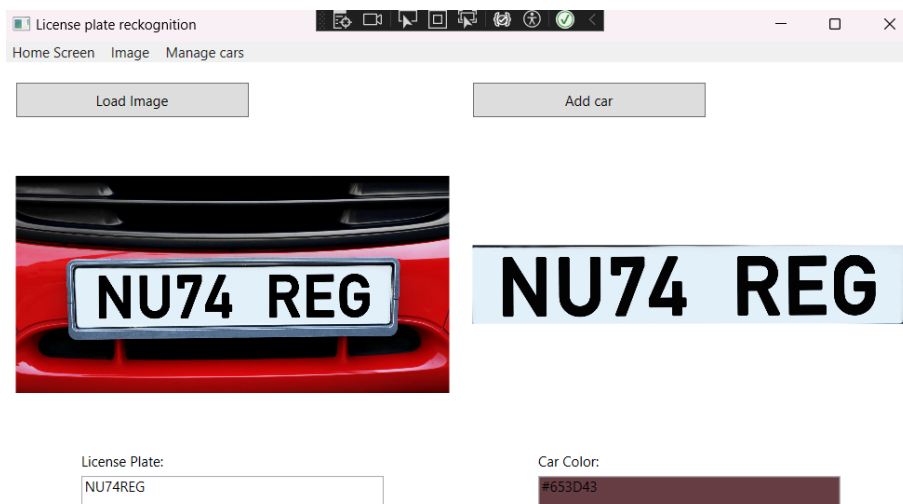 License plate reckognition
Home Screen Image Manage cars
Load Image
Add car
NU74 REG
NU74 REG
License Plate:
Car Color:
NU74REG
#653D43